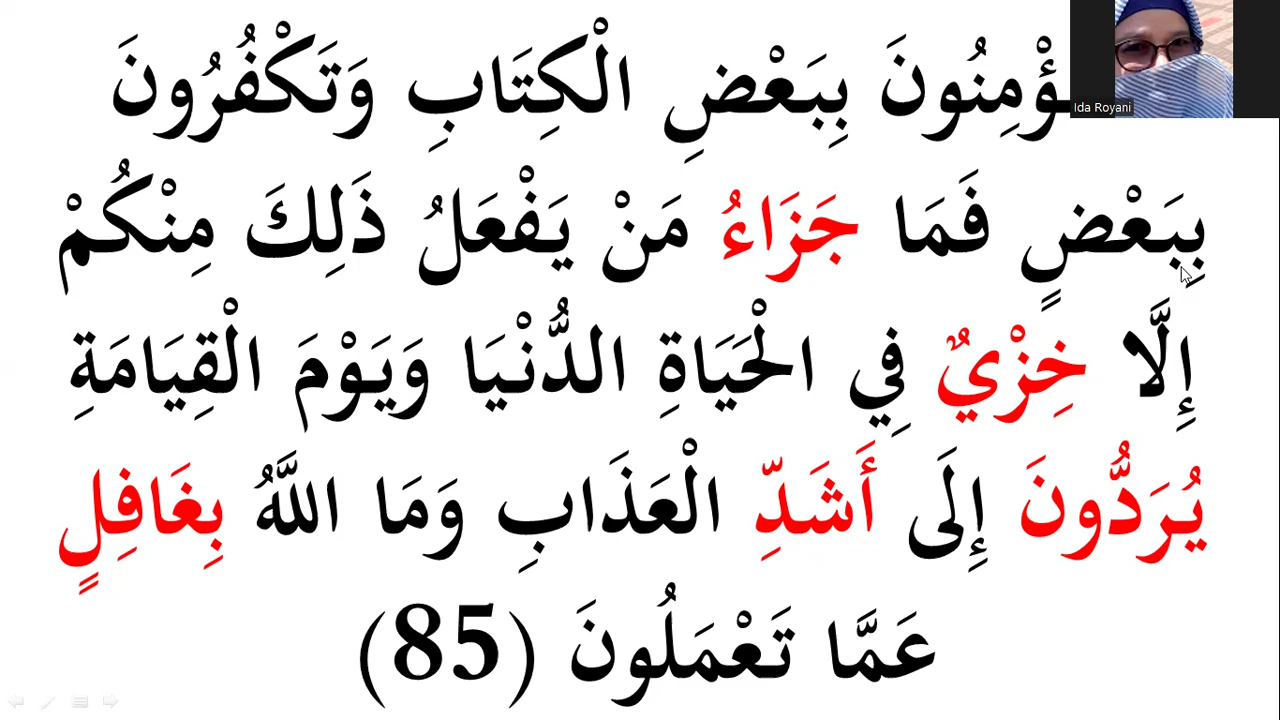 ـؤْمِنُونَ بِبَعْضِ الْكِتَابِ وَتَكْفُرُونَ
بِبَعْضٍ فَمَا جَزَاءُ مَنْ يَفْعَلُ ذَلِكَ مِنْكُمْ
إِلَّا خِزْيٌ فِي الْحَيَاةِ الدُّنْيَا وَيَوْمَ الْقِيَامَةِ
يُرَدُّونَ إِلَى أَشَدِّ الْعَذَابِ وَمَا اللَّهُ بِغَافِلٍ
عَمَّا تَعْمَلُونَ (85)
Ida Royani